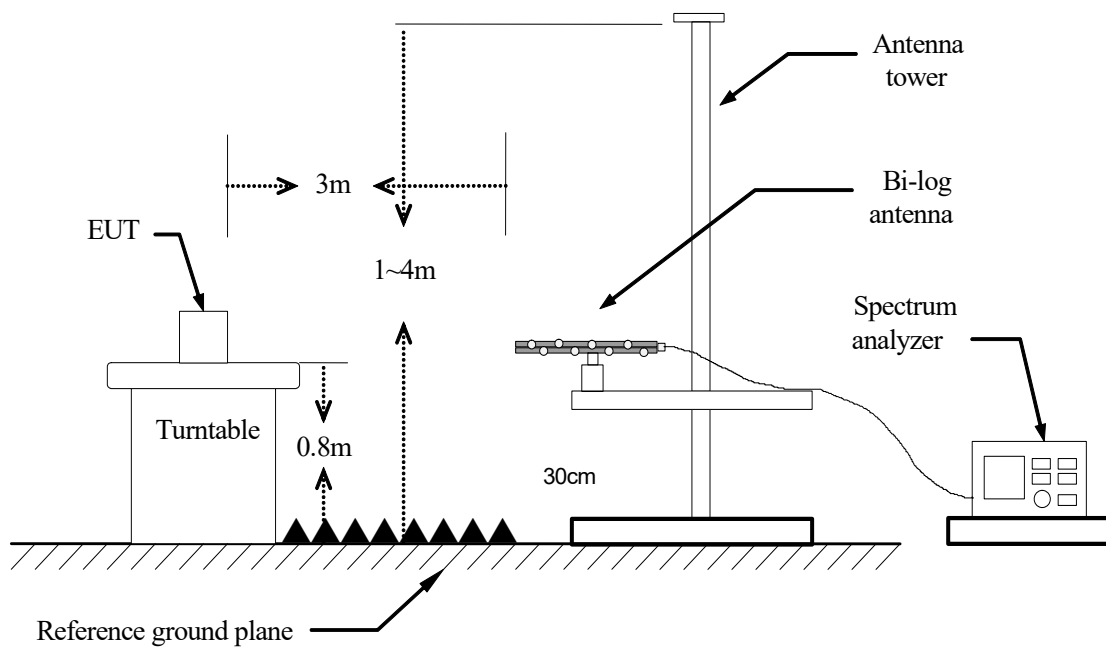 Antenna
tower
3m
Bi-log
antenna
EUT
1~4m
Spectrum
analyzer
Turntable
0.8m
30cm
Reference ground plane